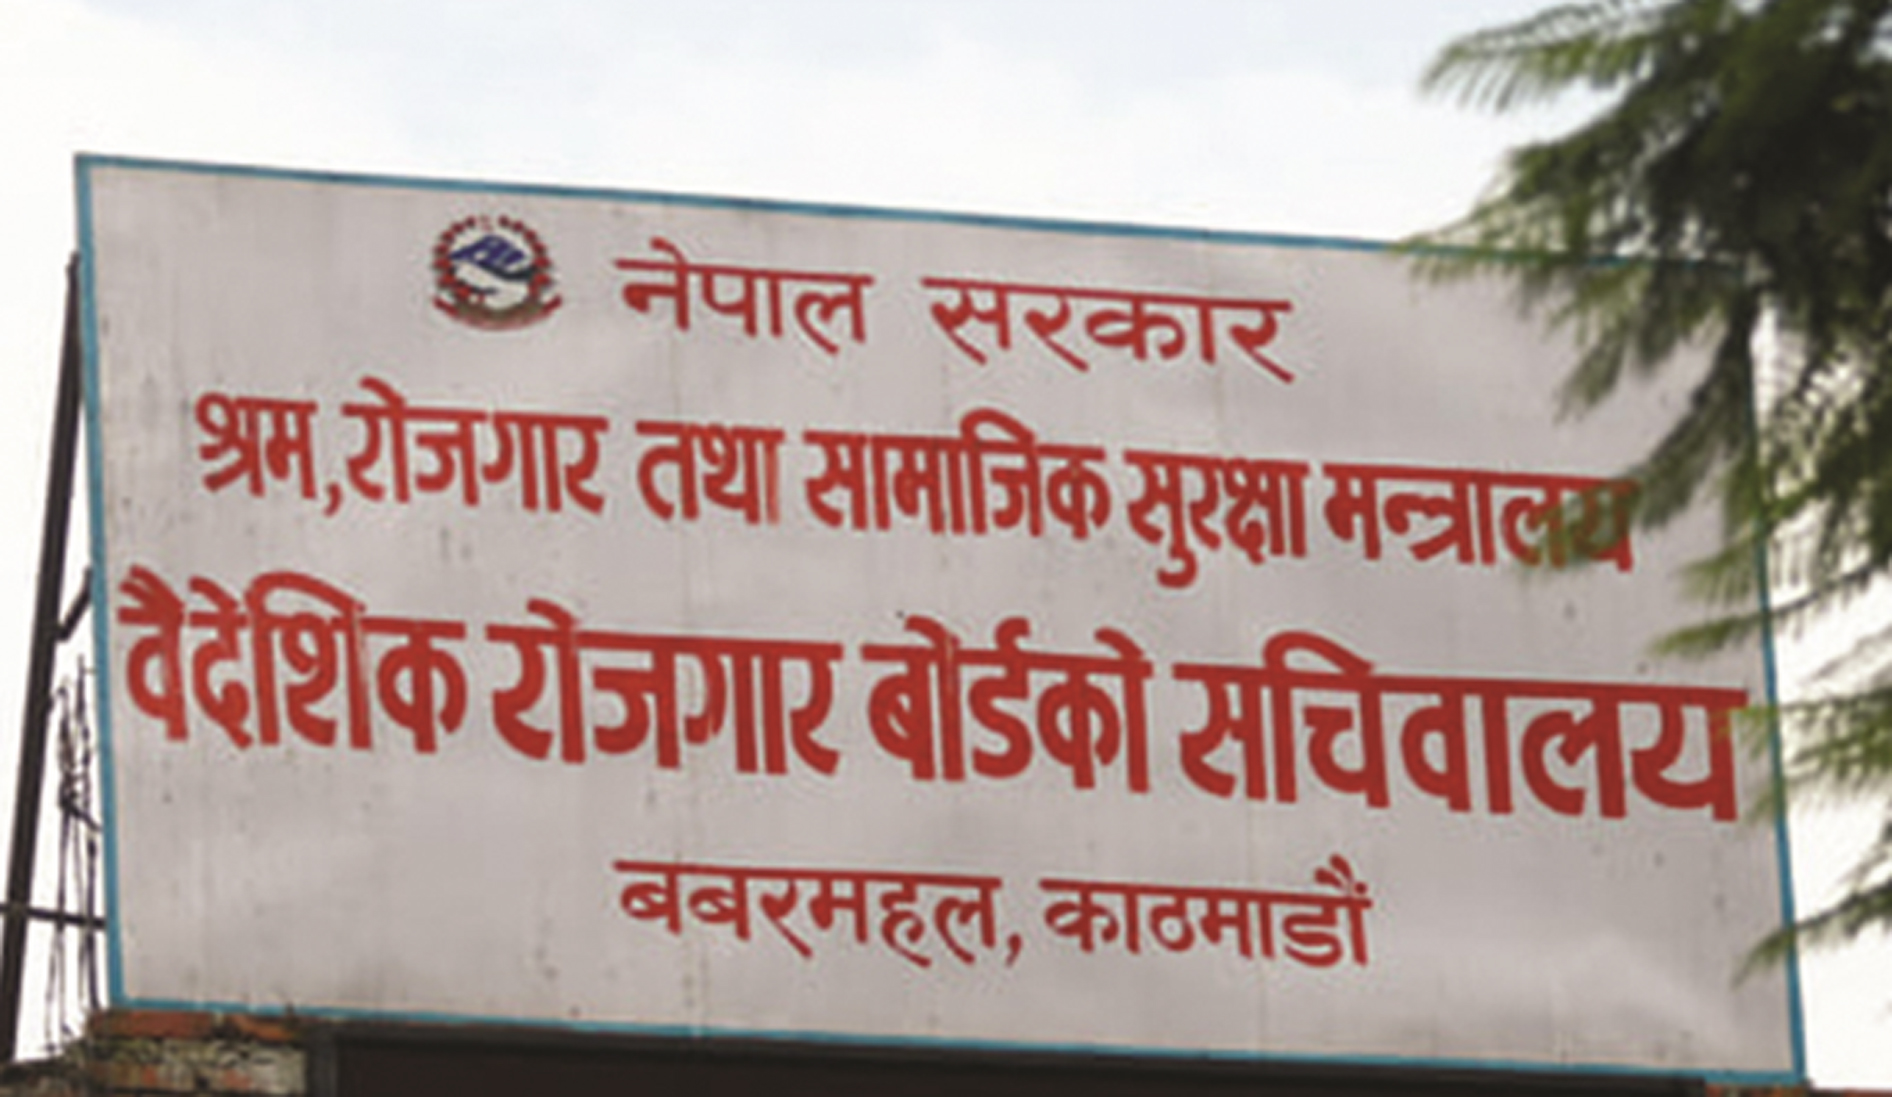 नेपाल सरकार
श्रम, रोजगार तथा सामाजिक सुरक्षा मन्त्रालय
वैदेशिक रोजगार बोर्डको सचिवालय
बबरमहल, काठमाडौं